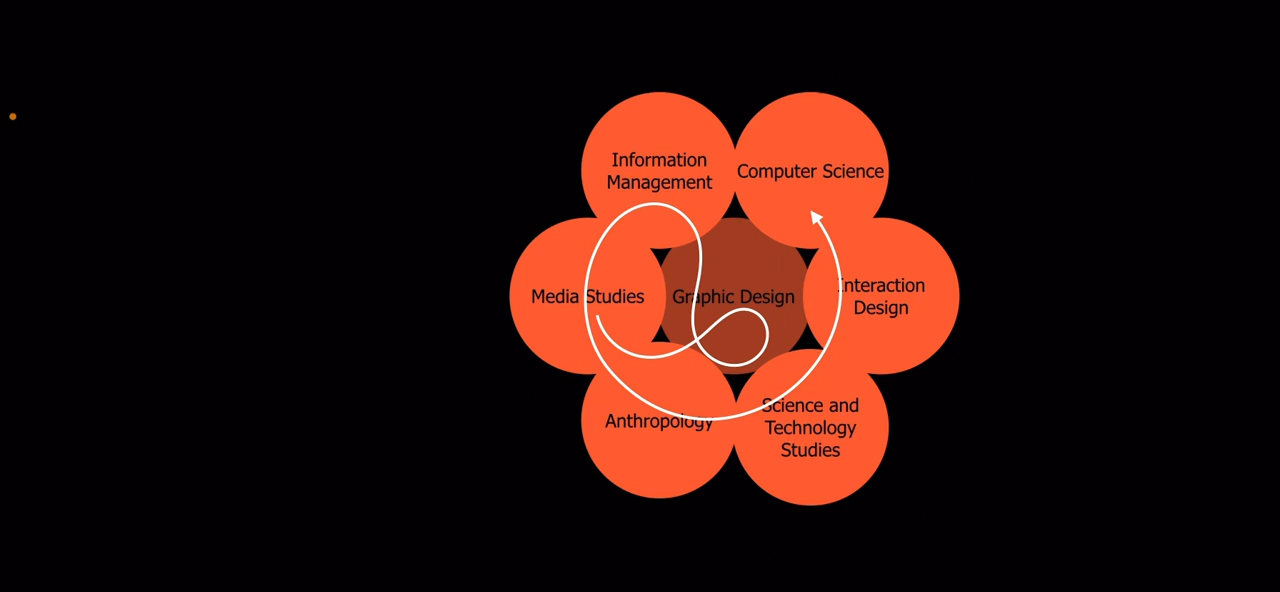 Information
Management
Computer Science
Media Studies
Graphic Design
Interaction
Design
Anthropology
Science and
Technology
Studies